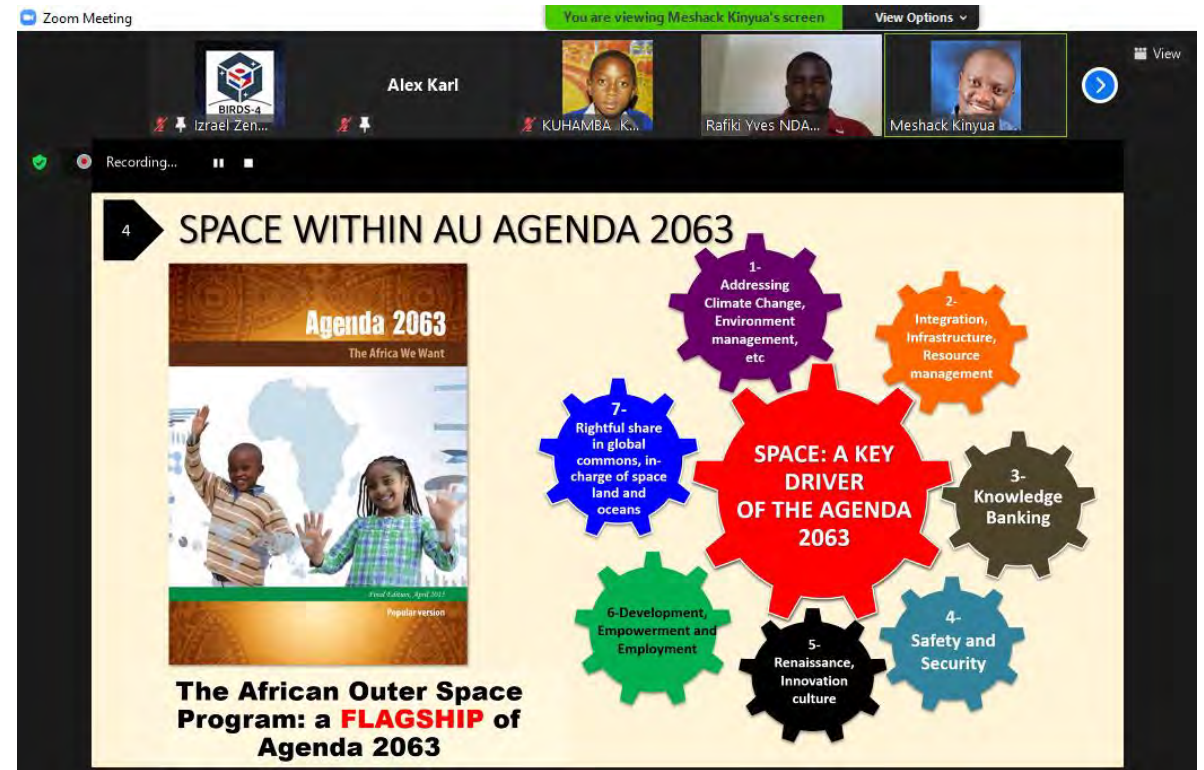 Zoom Meeting
You are viewing Meshack Kinyua's screen
View Options
View
BIRDS-4
Izrael Zen...
Alex Karl
KUHAMBA .K...
Rafiki Yves NDA...
Meshack Kinyua
Recording...
4
SPACE WITHIN AU AGENDA 2063
Agenda 2063
The Africa We Want
Final Edition, April 2015
Popular version
The African Outer Space
Program: a FLAGSHIP of
Agenda 2063
1-
Addressing
Climate Change,
Environment
management,
etc
2-
Integration,
Infrastructure,
Resource
management
3-
Knowledge
Banking
4-
Safety and
Security
5-
Renaissance,
Innovation
culture
6-Development,
Empowerment and
Employment
7-
Rightful share
in global
commons, in-
charge of space
land and
oceans
SPACE: A KEY
DRIVER
OF THE AGENDA
2063